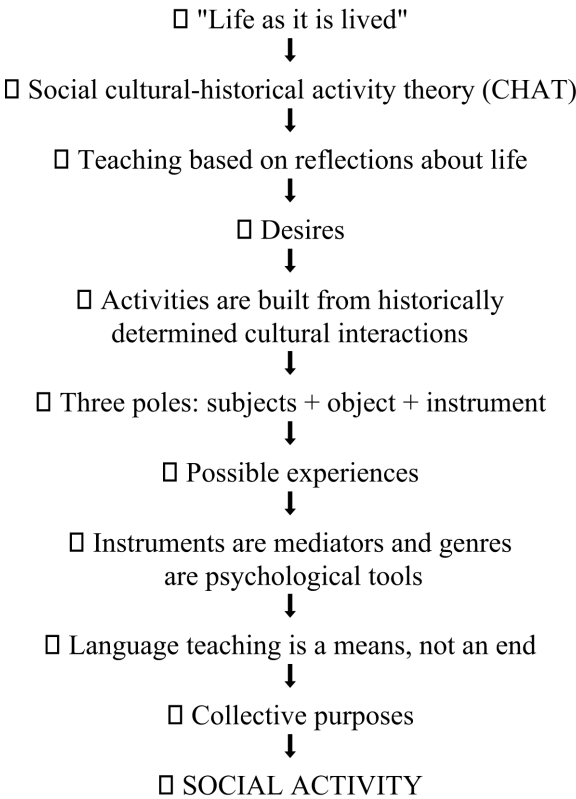 "Life as it is lived"
Social cultural-historical activity theory (CHAT)
Teaching based on reflections about life
Desires
Activities are built from historically
determined cultural interactions
Three poles: subjects + object + instrument
Possible experiences
Instruments are mediators and genres
are psychological tools
Language teaching is a means, not an end
Collective purposes
SOCIAL ACTIVITY